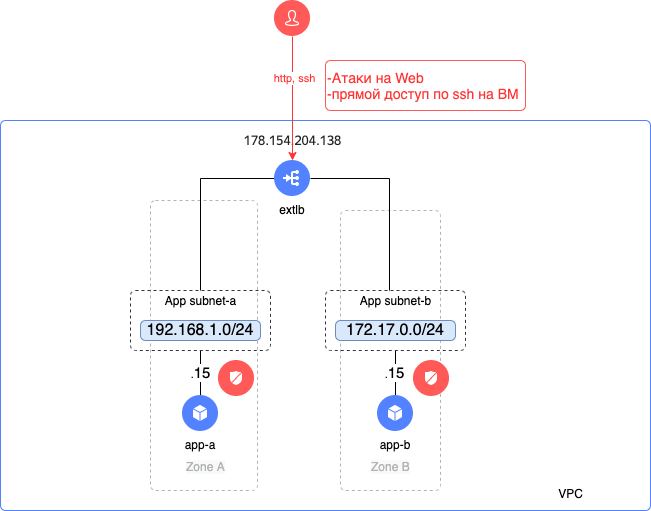 http, ssh
-Атаки на Web
-прямой доступ по ssh на ВМ
178.154.204.138
extlb
App subnet-a
App subnet-b
192.168.1.0/24
172.17.0.0/24
.15
.15
app-a
app-b
Zone A
Zone B
VPC